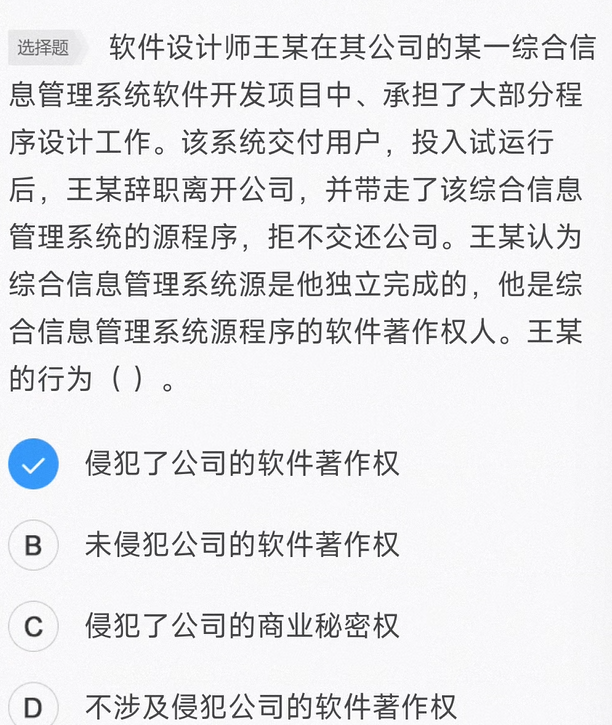 选择题 软件设计师王某在其公司的某一综合信
息管理系统软件开发项目中、承担了大部分程
序设计工作。该系统交付用户，投入试运行
后，王某辞职离开公司，并带走了该综合信息
管理系统的源程序，拒不交还公司。王某认为
综合信息管理系统源是他独立完成的，他是综
合信息管理系统源程序的软件著作权人。王某
的行为（ ）。
侵犯了公司的软件著作权
B 未侵犯公司的软件著作权
C 侵犯了公司的商业秘密权
D 不涉及侵犯公司的软件著作权